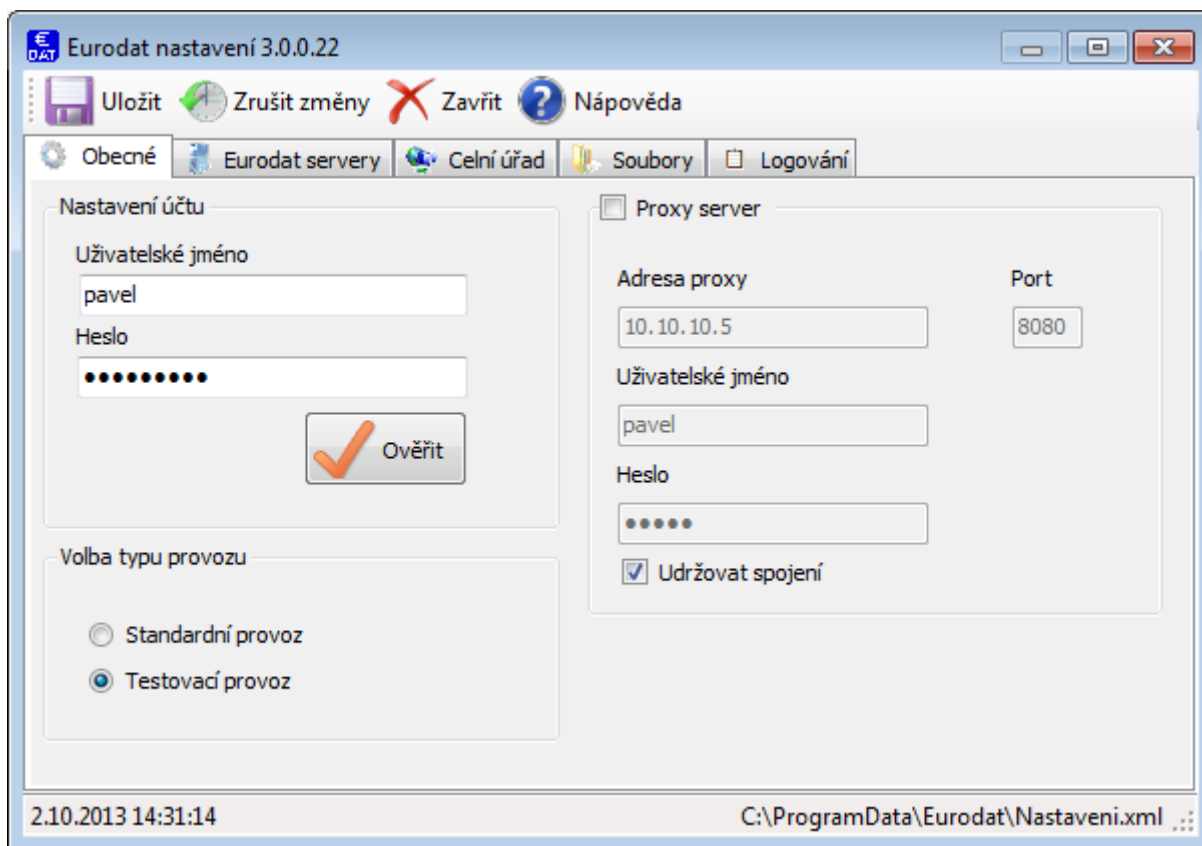 €
DAT
Eurodat nastavení 3.0.0.22
Uložit Zrušit změny Zavřit ? Nápověda
Obecné Eurodat servery Celní úřad Soubory Logování
Nastavení účtu
Uživatelské jméno
pavel
Heslo
●●●●●●●●●
Ověřit
Volba typu provozu
Standardní provoz
Testovací provoz
Proxy server
Adresa proxy Port
10.10.10.5 8080
Uživatelské jméno
pavel
Heslo
●●●●●
Udržovat spojení
2.10.2013 14:31:14 C:\ProgramData\Eurodat\Nastaveni.xml